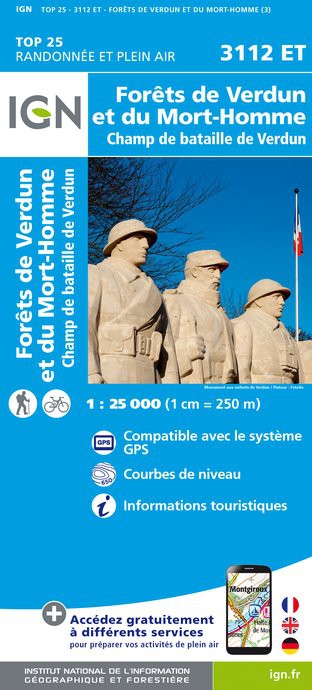 IGN TOP 25 - 3112 ET - FORÊTS DE VERDUN ET DU MORT-HOMME (3)
TOP 25
RANDONNÉE ET PLEIN AIR
3112 ET
IGN
Forêts de Verdun
et du Mort-Homme
Champ de bataille de Verdun
Forêts de Verdun
et du Mort-Homme
Champ de bataille de Verdun
Monument aux enfants de Verdun / Pixtour - Fotolia
1 : 25 000 (1 cm = 250 m)
GPS
Compatible avec le système
GPS
650
Courbes de niveau
i
Informations touristiques
Montgiroux
+
Accédez gratuitement
à différents services
pour préparer vos activités de plein air
INSTITUT NATIONAL DE L'INFORMATION
GÉOGRAPHIQUE ET FORESTIÈRE
ign.fr